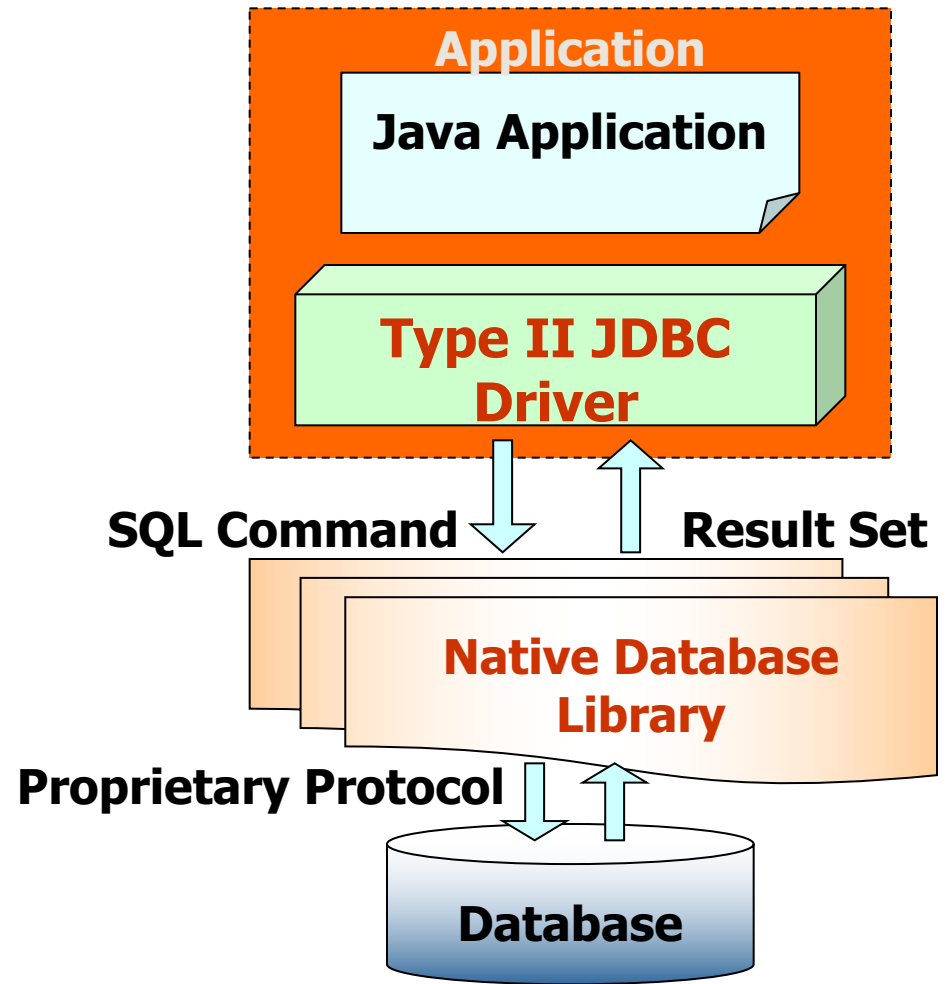 Application
Java Application
Type II JDBC
Driver
SQL Command
Result Set
Native Database
Library
Proprietary Protocol
Database